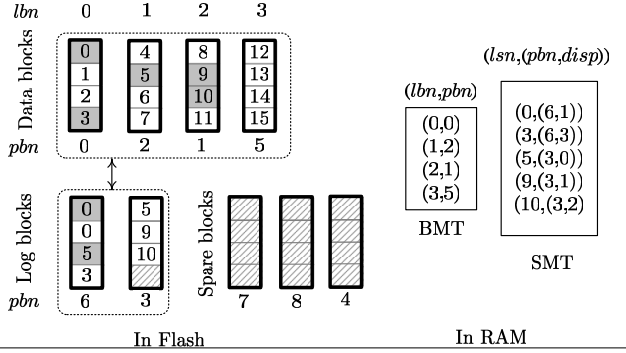 lbn 0 1 2 3
Data blocks
0 4 8 12
1 5 9 13
2 6 10 14
3 7 11 15
pbn 0 2 1 5
Log blocks
0 5
0 9
5 10
3
pbn 6 3
Spare blocks
7 8 4
In Flash
(lbn,pbn)
(0,0)
(1,2)
(2,1)
(3,5)
BMT
(lsn,(pbn,disp))
(0,(6,1))
(3,(6,3))
(5,(3,0))
(9,(3,1))
(10,(3,2)
SMT
In RAM